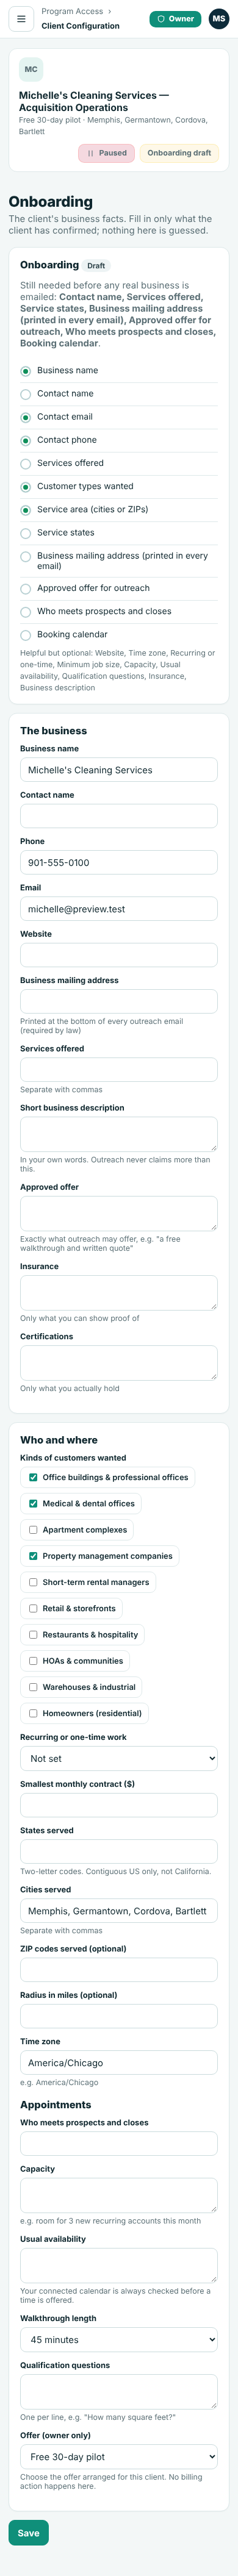 Program Access ›
Client Configuration
Owner
MS
MC
Michelle's Cleaning Services —
Acquisition Operations
Free 30-day pilot · Memphis, Germantown, Cordova,
Bartlett
Paused
Onboarding draft
Onboarding
The client's business facts. Fill in only what the
client has confirmed; nothing here is guessed.
Onboarding Draft
Still needed before any real business is
emailed: Contact name, Services offered,
Service states, Business mailing address
(printed in every email), Approved offer for
outreach, Who meets prospects and closes,
Booking calendar.
Business name
Contact name
Contact email
Contact phone
Services offered
Customer types wanted
Service area (cities or ZIPs)
Service states
Business mailing address (printed in every
email)
Approved offer for outreach
Who meets prospects and closes
Booking calendar
Helpful but optional: Website, Time zone, Recurring or
one-time, Minimum job size, Capacity, Usual
availability, Qualification questions, Insurance,
Business description
The business
Business name
Michelle's Cleaning Services
Contact name
Phone
901-555-0100
Email
michelle@preview.test
Website
Business mailing address
Printed at the bottom of every outreach email
(required by law)
Services offered
Separate with commas
Short business description
In your own words. Outreach never claims more than
this.
Approved offer
Exactly what outreach may offer, e.g. "a free
walkthrough and written quote"
Insurance
Only what you can show proof of
Certifications
Only what you actually hold
Who and where
Kinds of customers wanted
Office buildings & professional offices
Medical & dental offices
Apartment complexes
Property management companies
Short-term rental managers
Retail & storefronts
Restaurants & hospitality
HOAs & communities
Warehouses & industrial
Homeowners (residential)
Recurring or one-time work
Not set
Smallest monthly contract ($)
States served
Two-letter codes. Contiguous US only, not California.
Cities served
Memphis, Germantown, Cordova, Bartlett
Separate with commas
ZIP codes served (optional)
Radius in miles (optional)
Time zone
America/Chicago
e.g. America/Chicago
Appointments
Who meets prospects and closes
Capacity
e.g. room for 3 new recurring accounts this month
Usual availability
Your connected calendar is always checked before a
time is offered.
Walkthrough length
45 minutes
Qualification questions
One per line, e.g. "How many square feet?"
Offer (owner only)
Free 30-day pilot
Choose the offer arranged for this client. No billing
action happens here.
Save